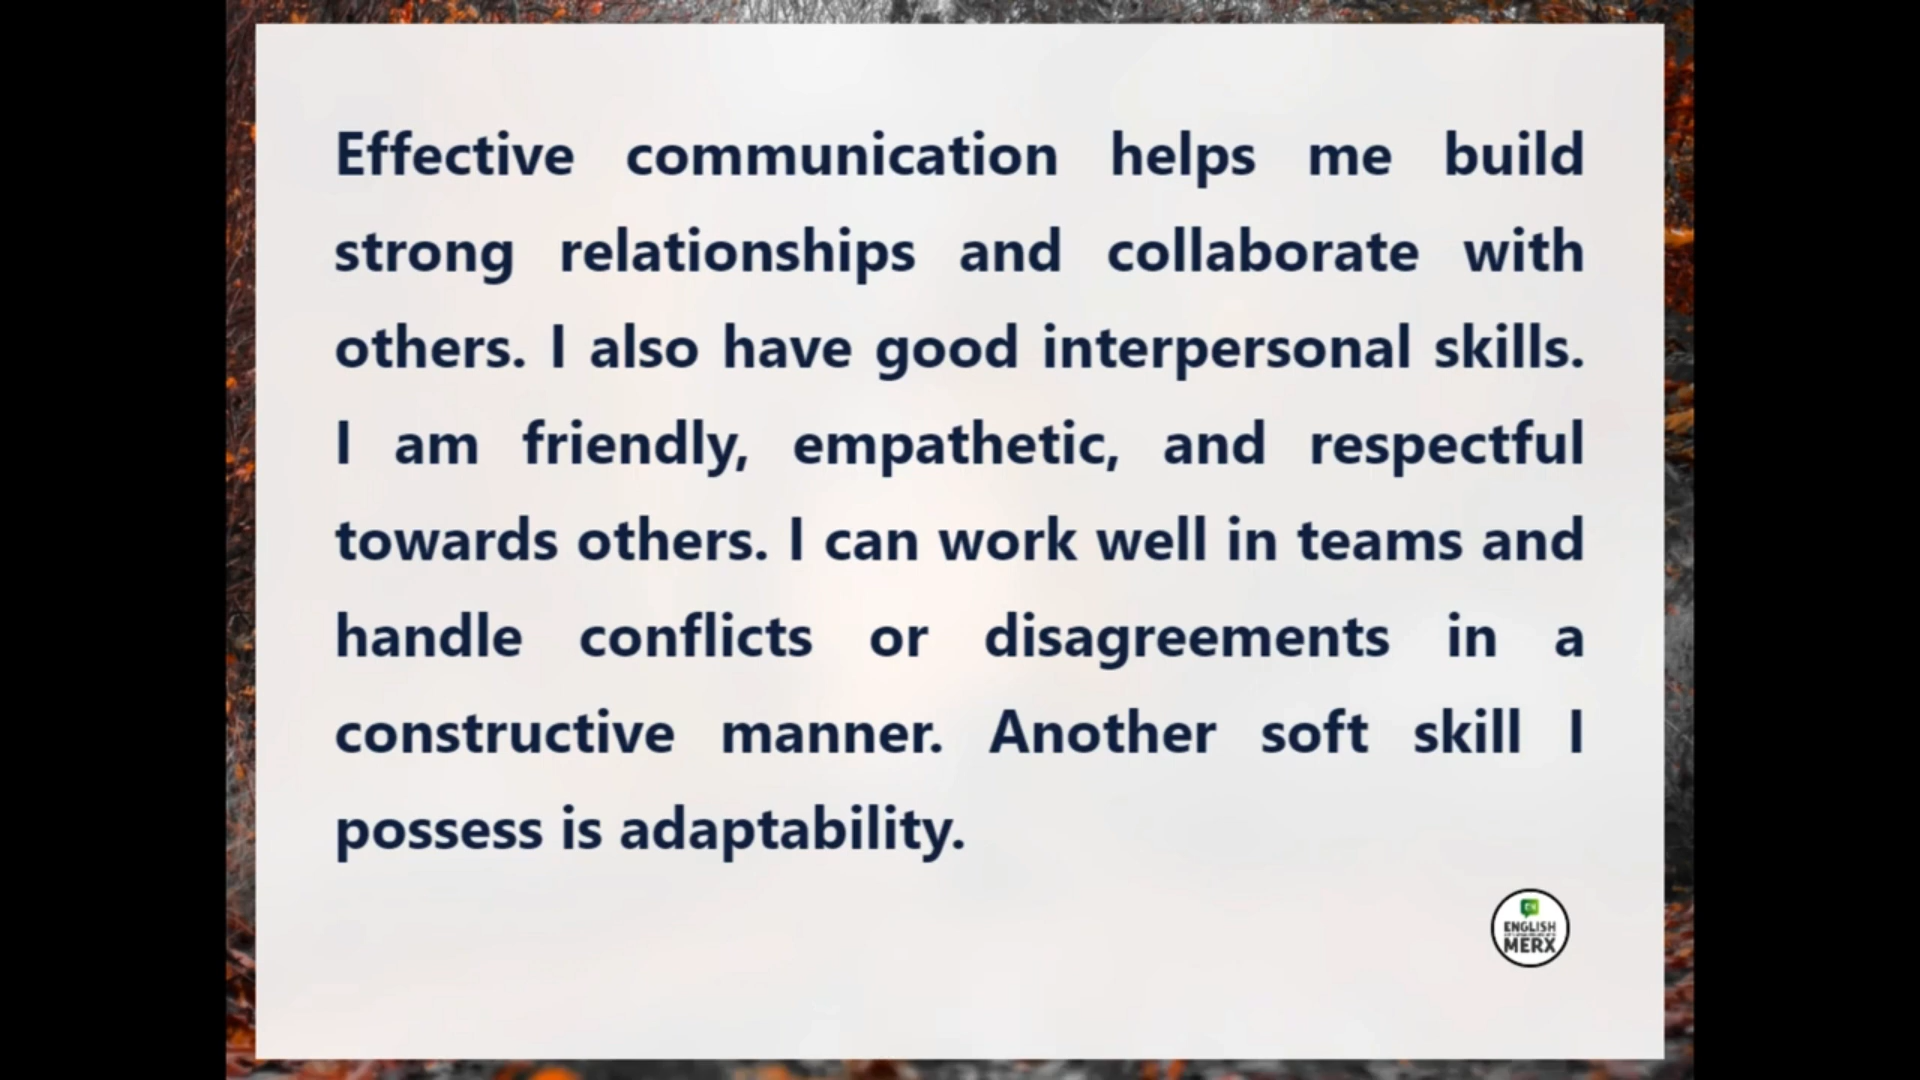 Effective communication helps me build
strong relationships and collaborate with
others. I also have good interpersonal skills.
I am friendly, empathetic, and respectful
towards others. I can work well in teams and
handle conflicts or disagreements in a
constructive manner. Another soft skill I
possess is adaptability.
ENGLISH
MERX